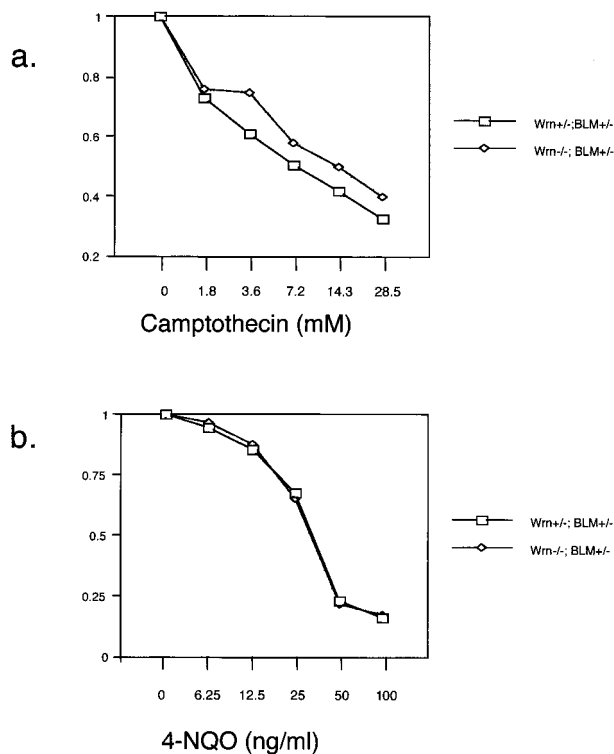 a.
1
0.8
0.6
0.4
0.2
0 1.8 3.6 7.2 14.3 28.5
Camptothecin (mM)
Wrn+/-;BLM+/-
Wrn-/-; BLM+/-
b.
1
0.75
0.5
0.25
0
0 6.25 12.5 25 50 100
4-NQO (ng/ml)
Wrn+/-; BLM+/-
Wrn-/-; BLM+/-